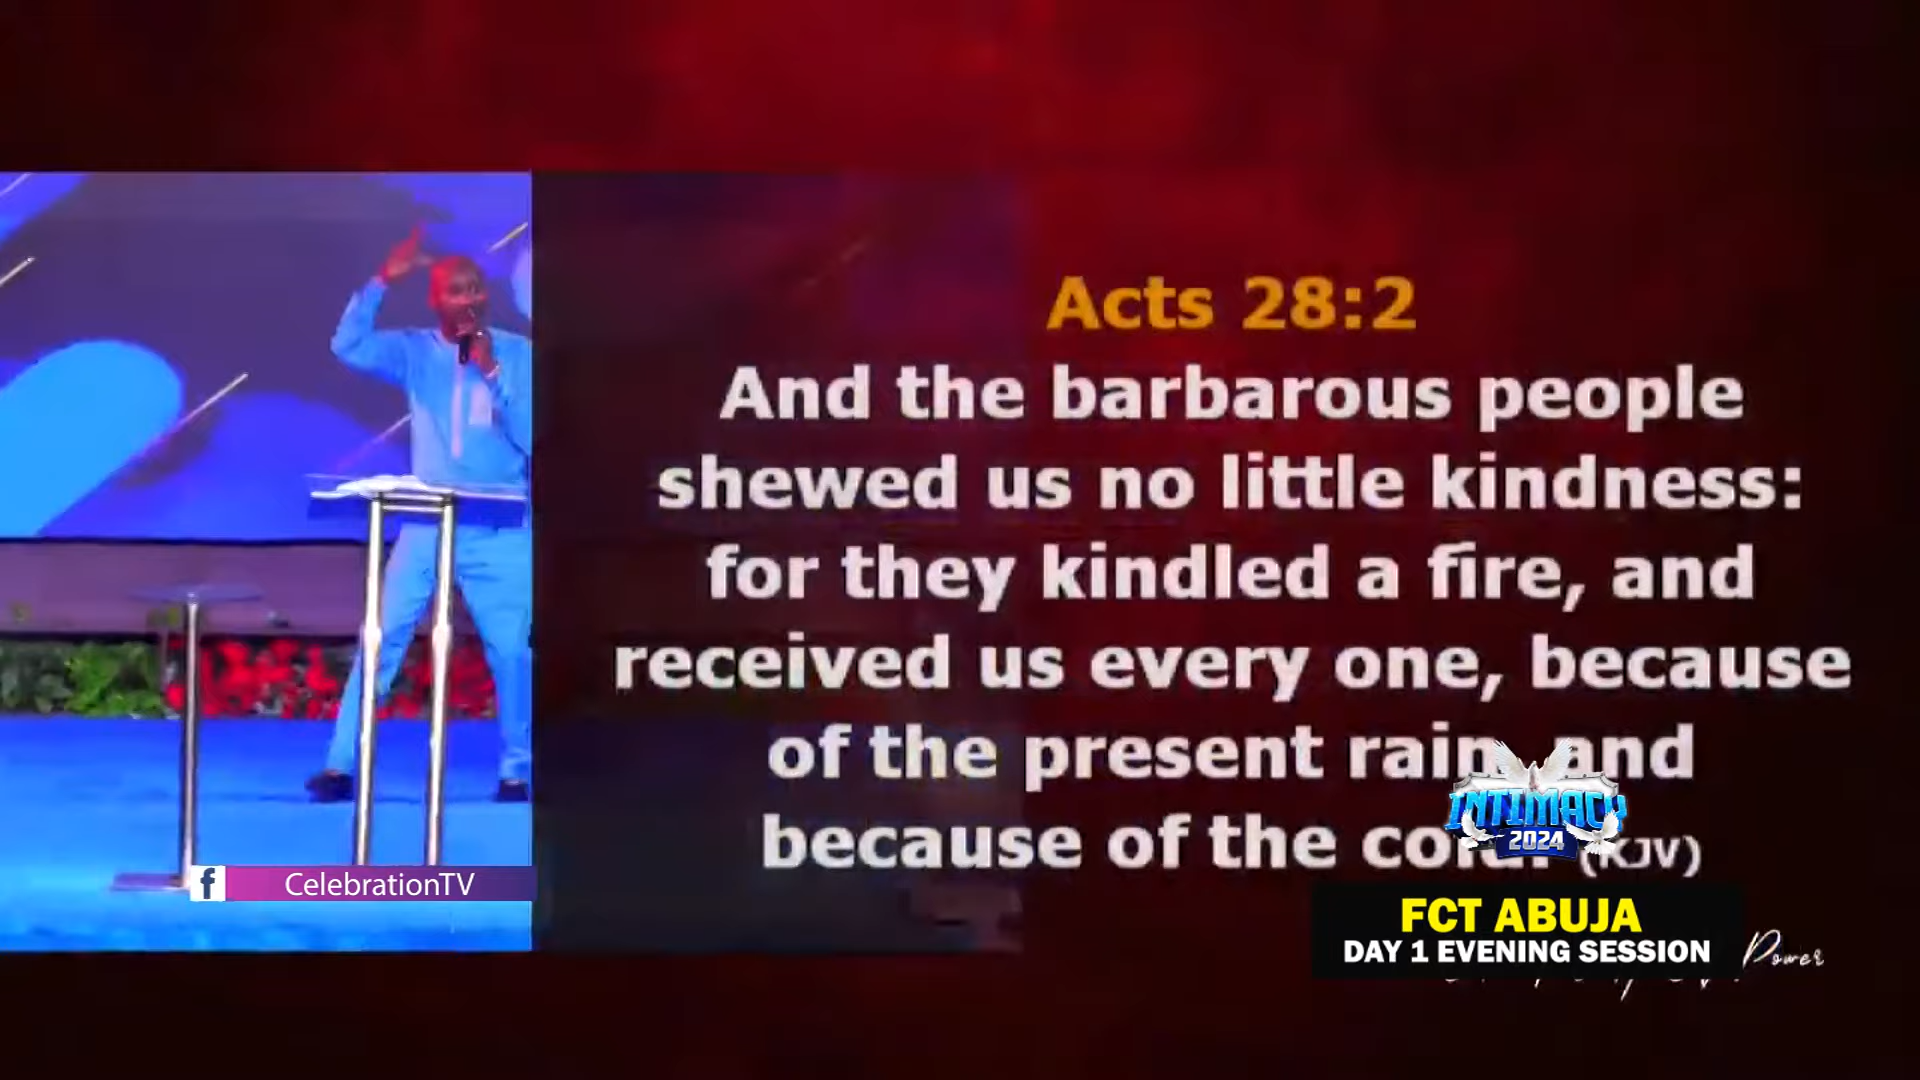 Acts 28:2
And the barbarous people
shewed us no little kindness:
for they kindled a fire, and
received us every one, because
of the present rain, and
because of the cold. (KJV)
INTIMACY
2024
CelebrationTV
FCT ABUJA
DAY 1 EVENING SESSION
Power